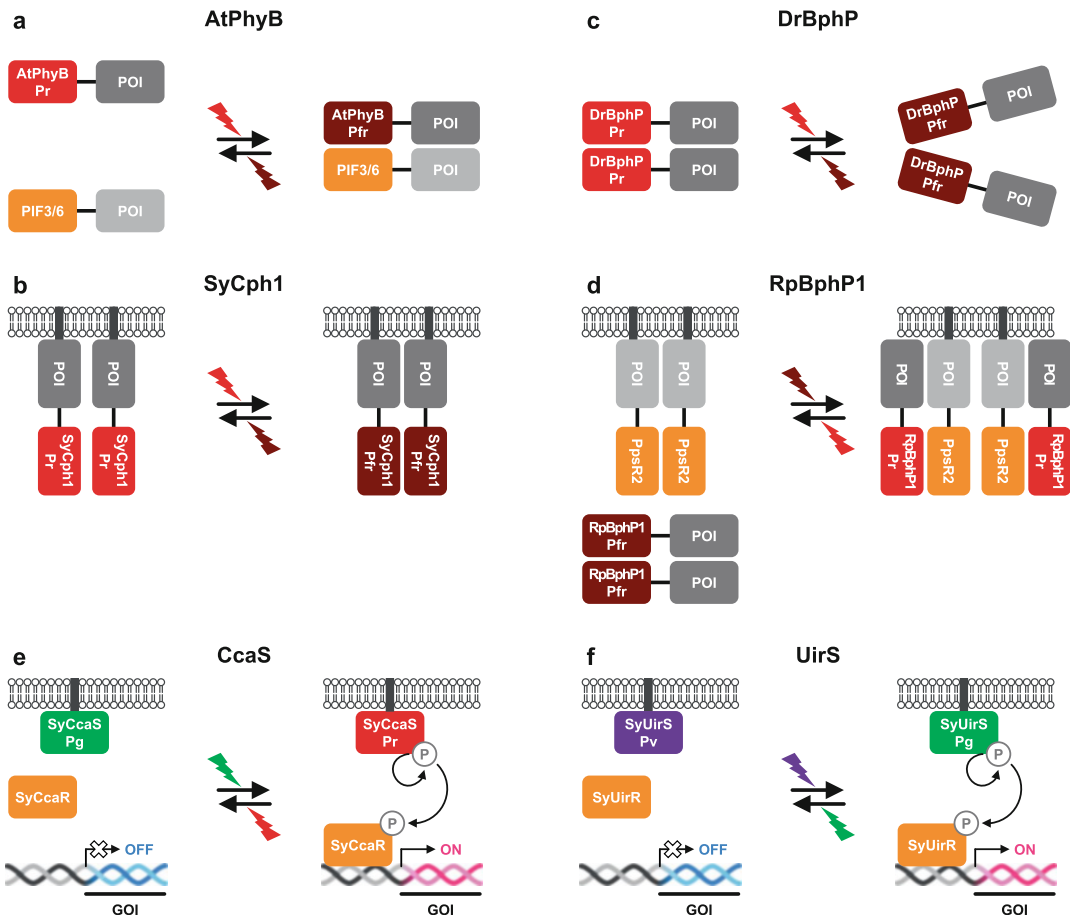 a
AtPhyB
AtPhyB
Pr
POI
PIF3/6
POI
AtPhyB
Pfr
POI
PIF3/6
POI
c
DrBphP
DrBphP
Pr
POI
DrBphP
Pr
POI
DrBphP
Pfr
POI
DrBphP
Pfr
POI
b
SyCph1
POI
POI
SyCph1
Pr
SyCph1
Pr
POI
POI
SyCph1
Pfr
SyCph1
Pfr
d
RpBphP1
POI
POI
PpsR2
PpsR2
RpBphP1
Pfr
POI
RpBphP1
Pfr
POI
POI
POI
POI
POI
RpBphP1
Pr
PpsR2
PpsR2
RpBphP1
Pr
e
CcaS
SyCcaS
Pg
SyCcaR
OFF
GOI
SyCcaS
Pr
P
P
SyCcaR
ON
GOI
f
UirS
SyUirS
Pv
SyUirR
OFF
GOI
SyUirS
Pg
P
P
SyUirR
ON
GOI